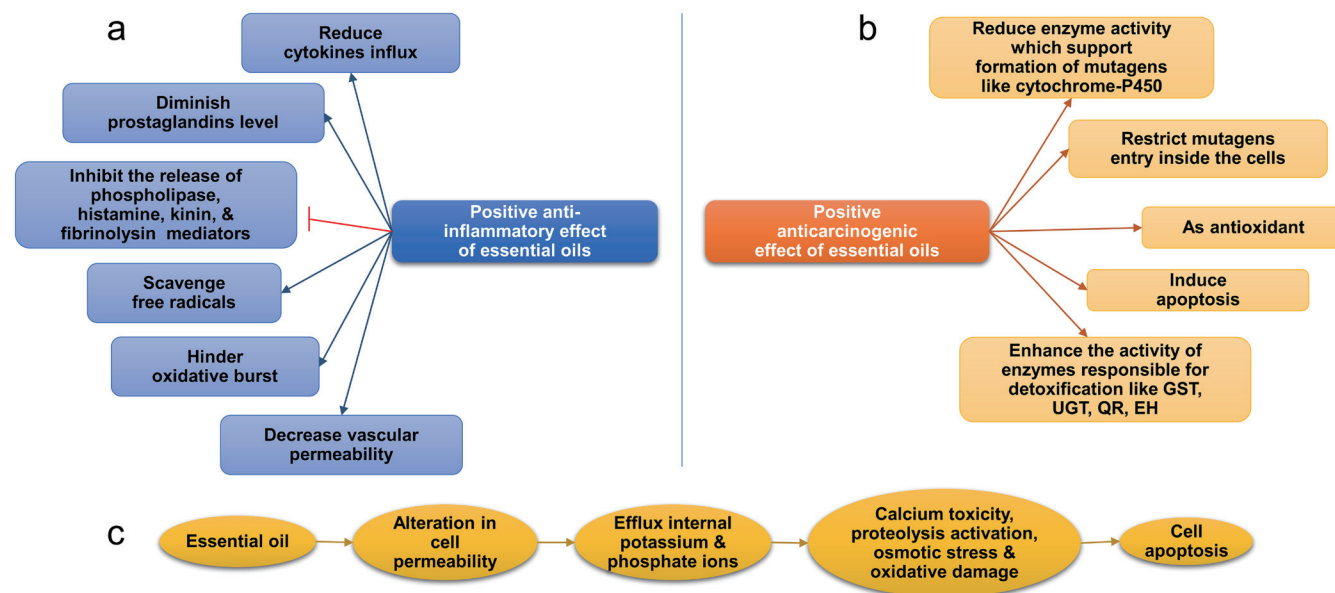 a
Reduce
cytokines influx
Diminish
prostaglandins level
Inhibit the release of
phospholipase,
histamine, kinin, &
fibrinolysin mediators
Scavenge
free radicals
Hinder
oxidative burst
Decrease vascular
permeability
Positive anti-
inflammatory effect
of essential oils
b
Reduce enzyme activity
which support
formation of mutagens
like cytochrome-P450
Restrict mutagens
entry inside the cells
As antioxidant
Induce
apoptosis
Enhance the activity of
enzymes responsible for
detoxification like GST,
UGT, QR, EH
Positive
anticarcinogenic
effect of essential oils
c
Essential oil
Alteration in
cell
permeability
Efflux internal
potassium &
phosphate ions
Calcium toxicity,
proteolysis activation,
osmotic stress &
oxidative damage
Cell
apoptosis